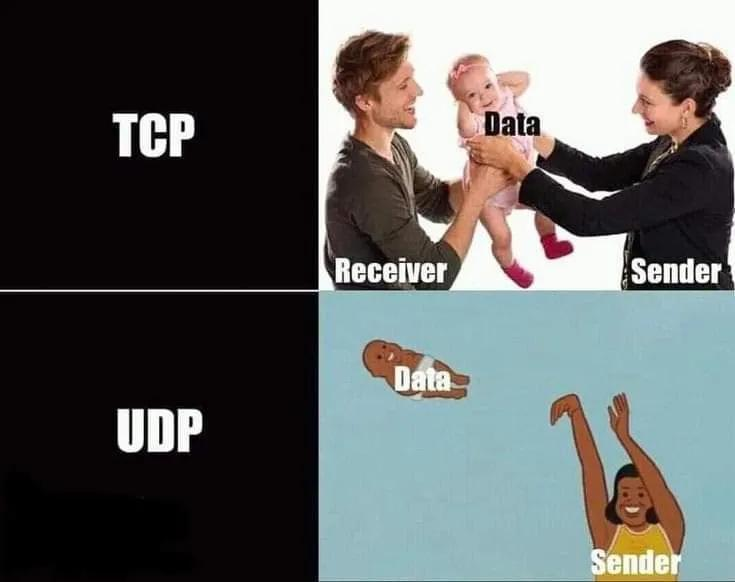 TCP
Data
Receiver
Sender
UDP
Data
Sender